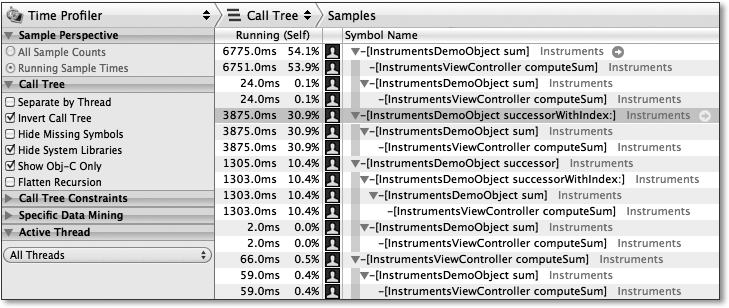 Time Profiler Call Tree Samples
Sample Perspective
All Sample Counts
Running Sample Times
Call Tree
Separate by Thread
Invert Call Tree
Hide Missing Symbols
Hide System Libraries
Show Obj-C Only
Flatten Recursion
Call Tree Constraints
Specific Data Mining
Active Thread
All Threads
Running (Self) Symbol Name
6775.0ms 54.1% -[InstrumentsDemoObject sum] Instruments
6751.0ms 53.9% -[InstrumentsViewController computeSum] Instruments
24.0ms 0.1% -[InstrumentsDemoObject sum] Instruments
24.0ms 0.1% -[InstrumentsViewController computeSum] Instruments
3875.0ms 30.9% -[InstrumentsDemoObject successorWithIndex:] Instruments
3875.0ms 30.9% -[InstrumentsDemoObject sum] Instruments
3875.0ms 30.9% -[InstrumentsViewController computeSum] Instruments
1305.0ms 10.4% -[InstrumentsDemoObject successor] Instruments
1303.0ms 10.4% -[InstrumentsDemoObject successorWithIndex:] Instruments
1303.0ms 10.4% -[InstrumentsDemoObject sum] Instruments
1303.0ms 10.4% -[InstrumentsViewController computeSum] Instruments
2.0ms 0.0% -[InstrumentsDemoObject sum] Instruments
2.0ms 0.0% -[InstrumentsViewController computeSum] Instruments
66.0ms 0.5% -[InstrumentsViewController computeSum] Instruments
59.0ms 0.4% -[InstrumentsDemoObject sum] Instruments
59.0ms 0.4% -[InstrumentsViewController computeSum] Instruments